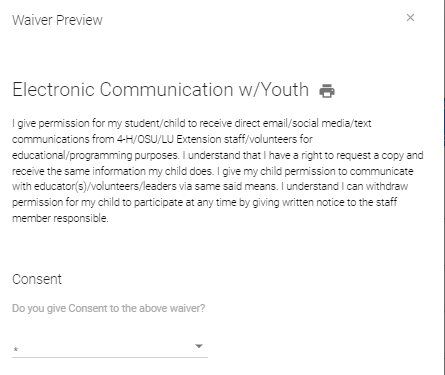 Waiver Preview
×
Electronic Communication w/Youth
I give permission for my student/child to receive direct email/social media/text
communications from 4-H/OSU/LU Extension staff/volunteers for
educational/programming purposes. I understand that I have a right to request a copy and
receive the same information my child does. I give my child permission to communicate
with educator(s)/volunteers/leaders via same said means. I understand I can withdraw
permission for my child to participate at any time by giving written notice to the staff
member responsible.
Consent
Do you give Consent to the above waiver?
*